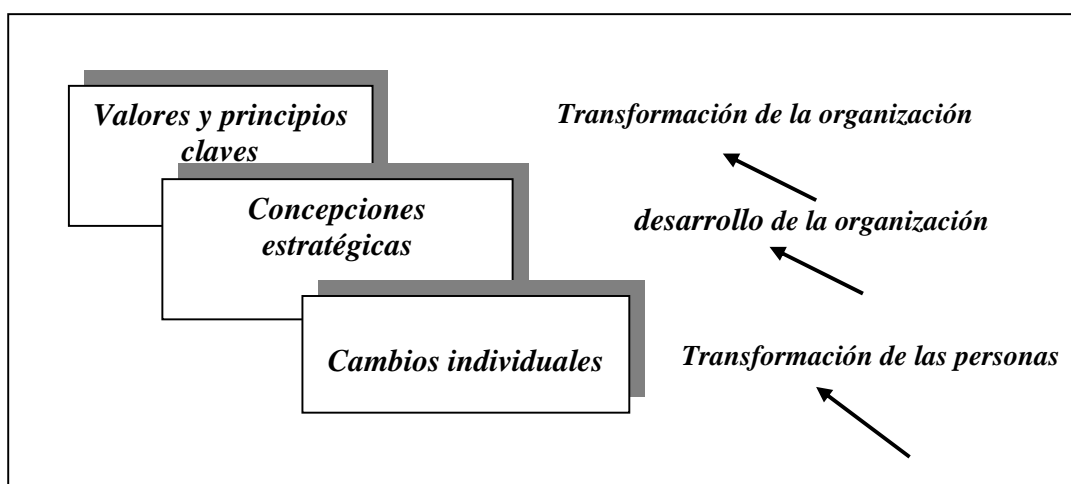 Valores y principios
claves
Transformación de la organización
Concepciones
estratégicas
desarrollo de la organización
Cambios individuales
Transformación de las personas